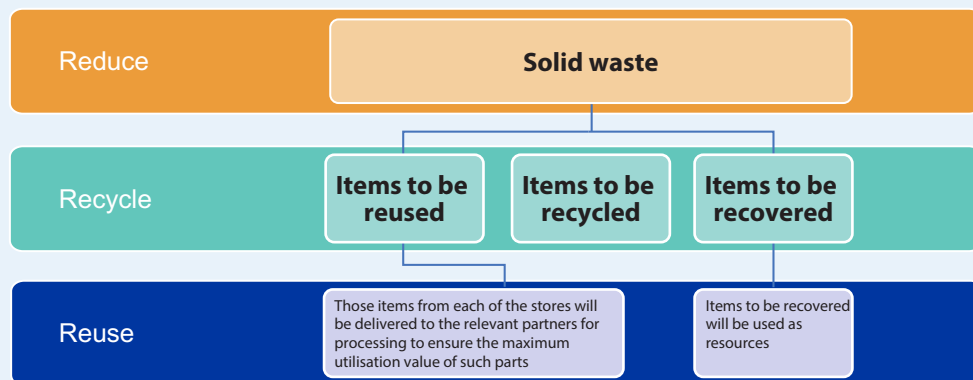 Reduce
Solid waste
Recycle
Items to be
reused
Items to be
recycled
Items to be
recovered
Reuse
Those items from each of the stores will
be delivered to the relevant partners for
processing to ensure the maximum
utilisation value of such parts
Items to be recovered
will be used as
resources